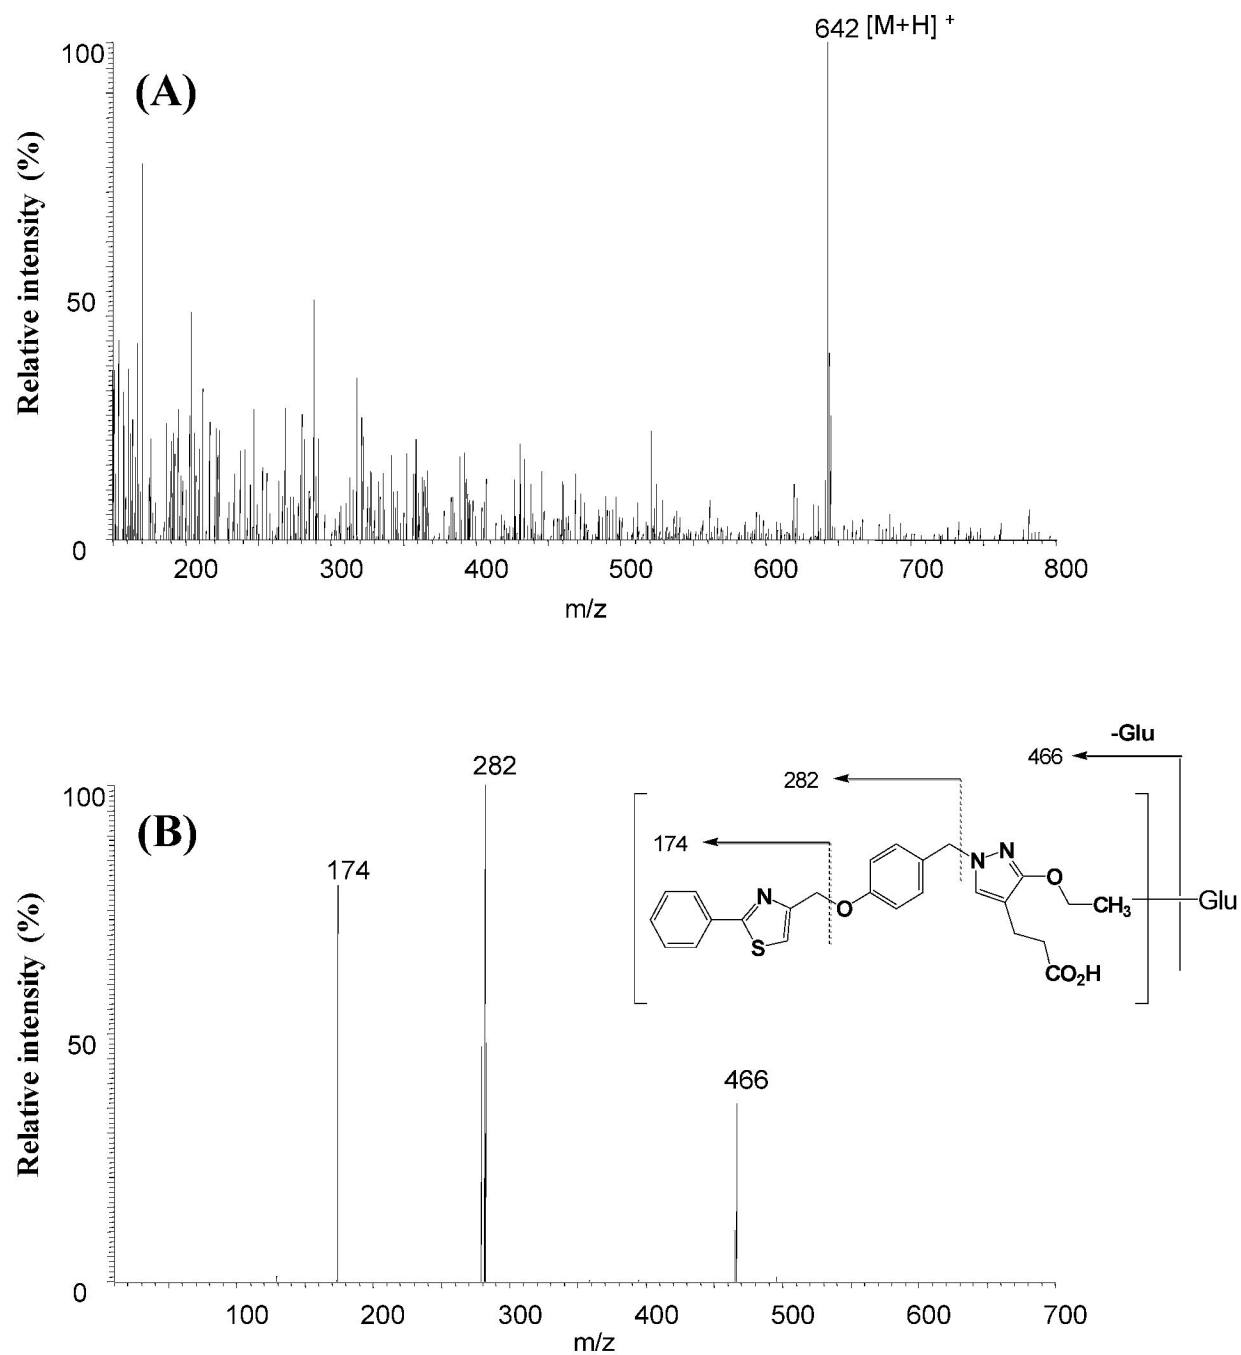 642 [M+H] +
100
(A)
50
0
Relative intensity (%)
200 300 400 500 600 700 800
m/z
-Glu
466
282
282
174
100
(B)
174
N
S
O
N
N
O
CH3
Glu
CO2H
50
466
0
Relative intensity (%)
100 200 300 400 500 600 700
m/z